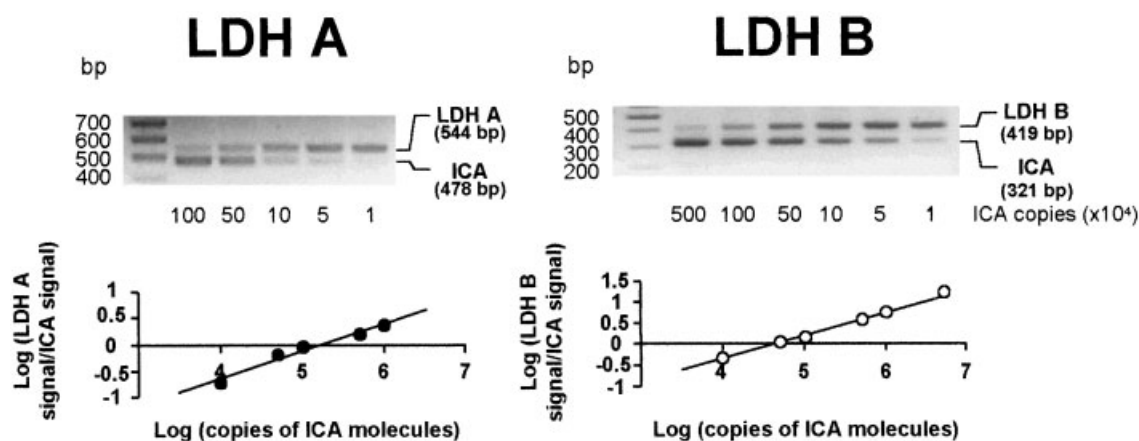 LDH A
bp
700
600
500
400
LDH A
(544 bp)
ICA
(478 bp)
100 50 10 5 1
Log (LDH A
signal/ICA signal)
1
0.5
0
-0.5
-1
4 5 6 7
Log (copies of ICA molecules)
LDH B
bp
500
400
300
200
LDH B
(419 bp)
ICA
(321 bp)
500 100 50 10 5 1 ICA copies (x10⁴)
Log (LDH B
signal/ICA signal)
1.5
1
0.5
0
-0.5
-1
4 5 6 7
Log (copies of ICA molecules)